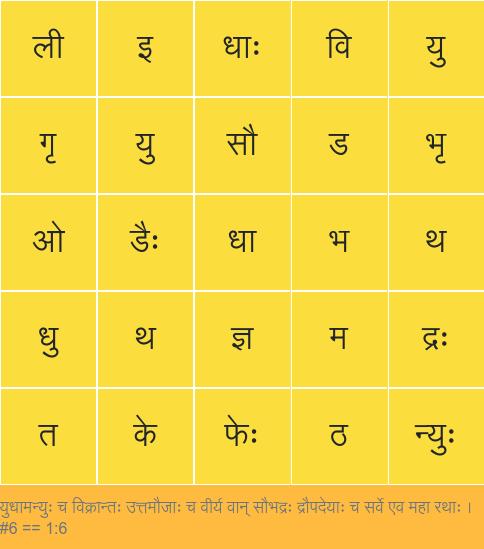 ली इ धाः वि यु
गृ यु सौ ड भृ
ओ डैः धा भ थ
धु थ ज्ञ म द्रः
त के फेः ठ न्युः
युधामन्युः च विक्रान्तः उत्तमौजाः च वीर्य वान् सौभद्रः द्रौपदेयाः च सर्वे एव महा रथाः ।
#6 == 1:6